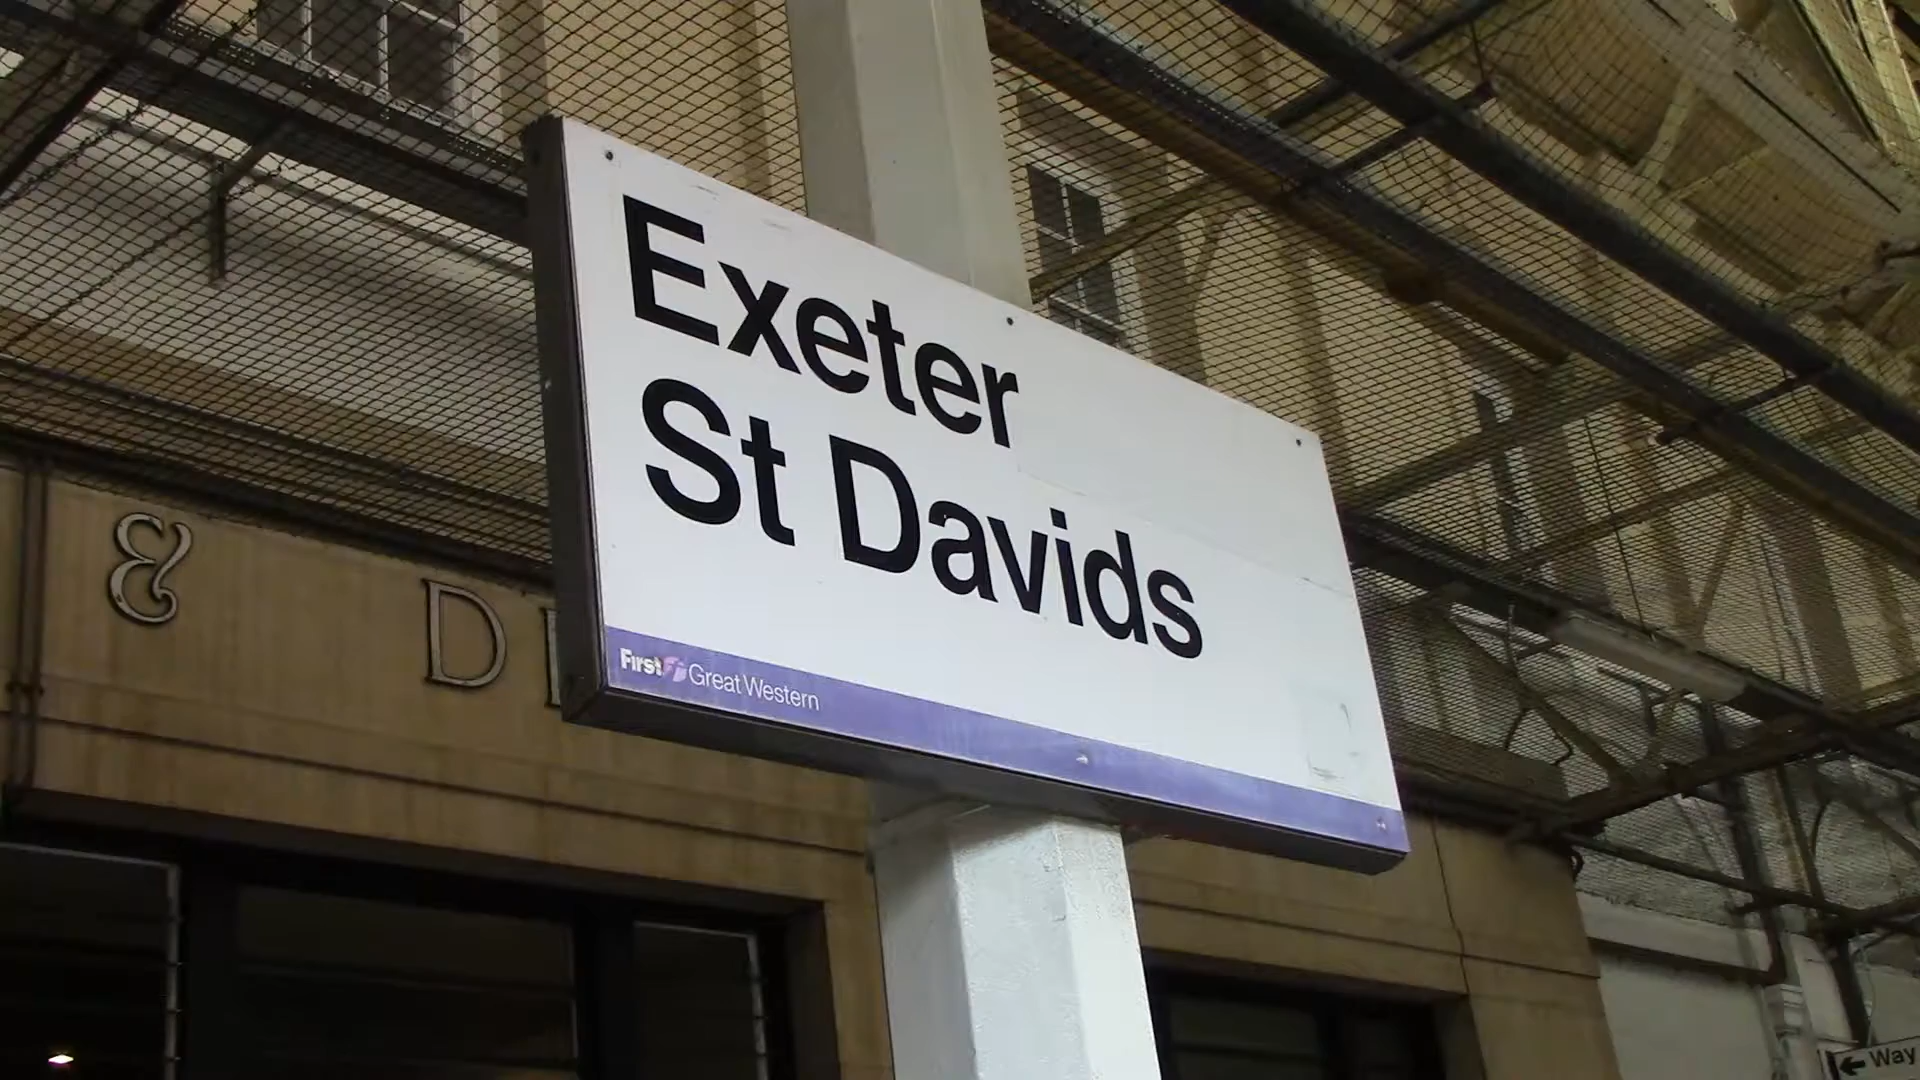 Exeter
St Davids
First Great Western
& D
Way